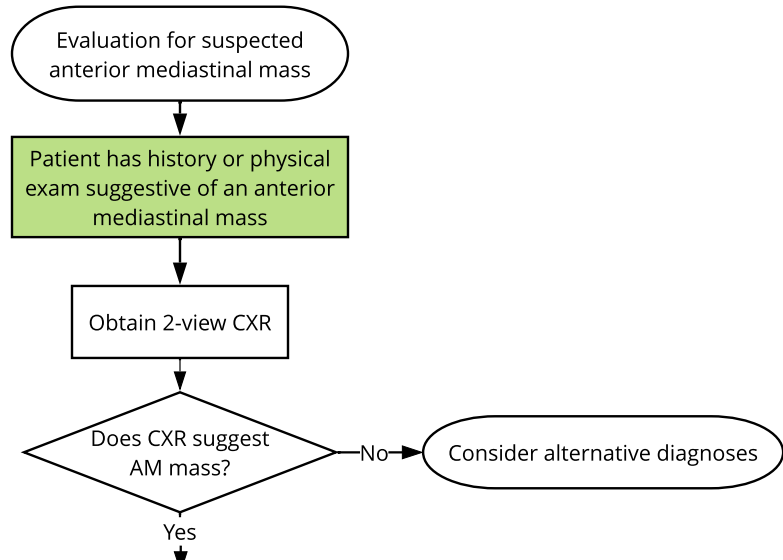 Evaluation for suspected
anterior mediastinal mass
Patient has history or physical
exam suggestive of an anterior
mediastinal mass
Obtain 2-view CXR
Does CXR suggest
AM mass?
No
Consider alternative diagnoses
Yes